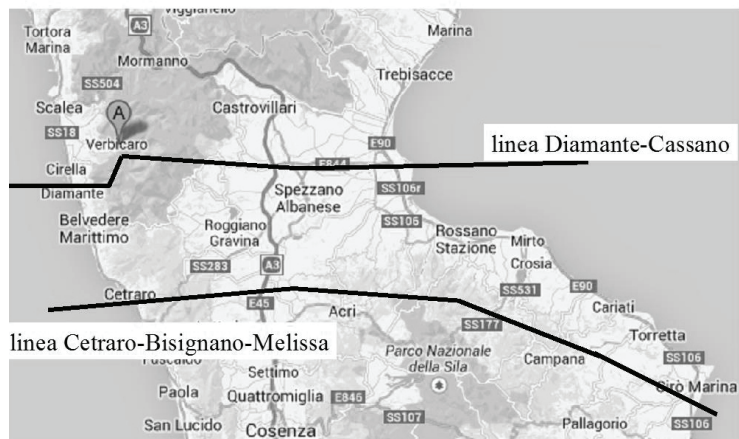 Viggianello
A3
Marina
Tortora
Marina
Mormanno
Trebisacce
SS504
Scalea
Castrovillari
A
SS18
Verbicaro
E90
linea Diamante-Cassano
E844
Cirella
SS106r
Diamante
Spezzano
Albanese
Belvedere
Marittimo
SS106
Roggiano
Gravina
Rossano
Stazione
Mirto
Crosia
SS283
A3
SS531
E90
Cetraro
E45
Cariati
Acri
SS177
Torretta
linea Cetraro-Bisignano-Melissa
Parco Nazionale
della Sila
Campana
SS106
Settimo
Cirò Marina
Paola
Quattromiglia
E846
SS107
San Lucido
Cosenza
Pallagorio
SS106